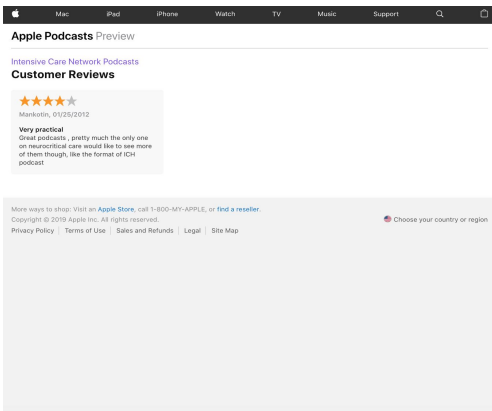 Mac iPad iPhone Watch TV Music Support
Apple Podcasts Preview
Intensive Care Network Podcasts
Customer Reviews
Mankotin, 01/25/2012
Very practical
Great podcasts , pretty much the only one
on neurocritical care would like to see more
of them though, like the format of ICH
podcast
More ways to shop: Visit an Apple Store, call 1-800-MY-APPLE, or find a reseller.
Copyright © 2019 Apple Inc. All rights reserved.
Choose your country or region
Privacy Policy | Terms of Use | Sales and Refunds | Legal | Site Map